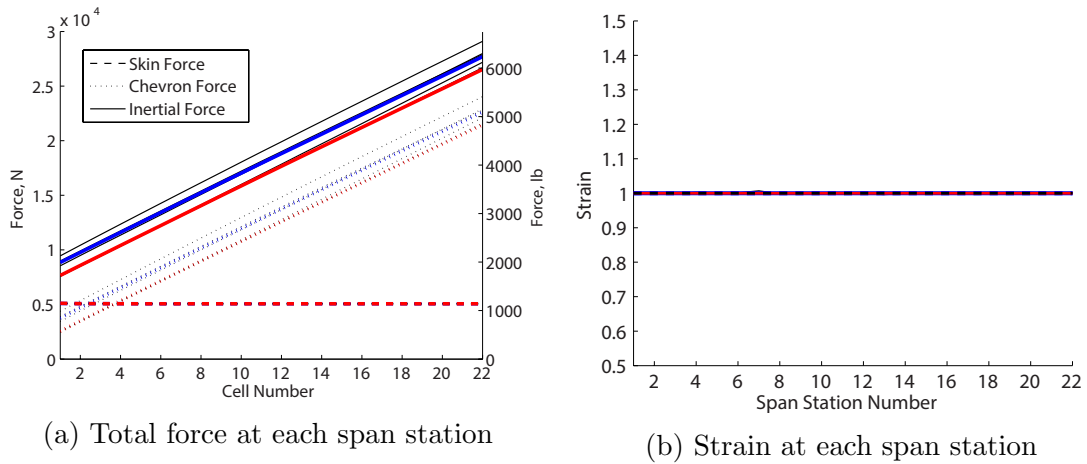 x 10^4
3
2.5
2
1.5
1
0.5
0
Force, N
Skin Force
Chevron Force
Inertial Force
6000
5000
4000
3000
2000
1000
0
Force, lb
2 4 6 8 10 12 14 16 18 20 22
Cell Number
(a) Total force at each span station
1.5
1.4
1.3
1.2
1.1
1
0.9
0.8
0.7
0.6
0.5
Strain
2 4 6 8 10 12 14 16 18 20 22
Span Station Number
(b) Strain at each span station